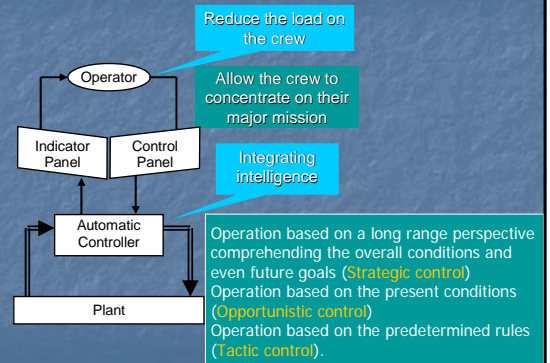 Reduce the load on
the crew
Operator
Allow the crew to
concentrate on their
major mission
Indicator
Panel
Control
Panel
Integrating
intelligence
Automatic
Controller
Operation based on a long range perspective
comprehending the overall conditions and
even future goals (Strategic control)
Operation based on the present conditions
(Opportunistic control)
Operation based on the predetermined rules
(Tactic control).
Plant